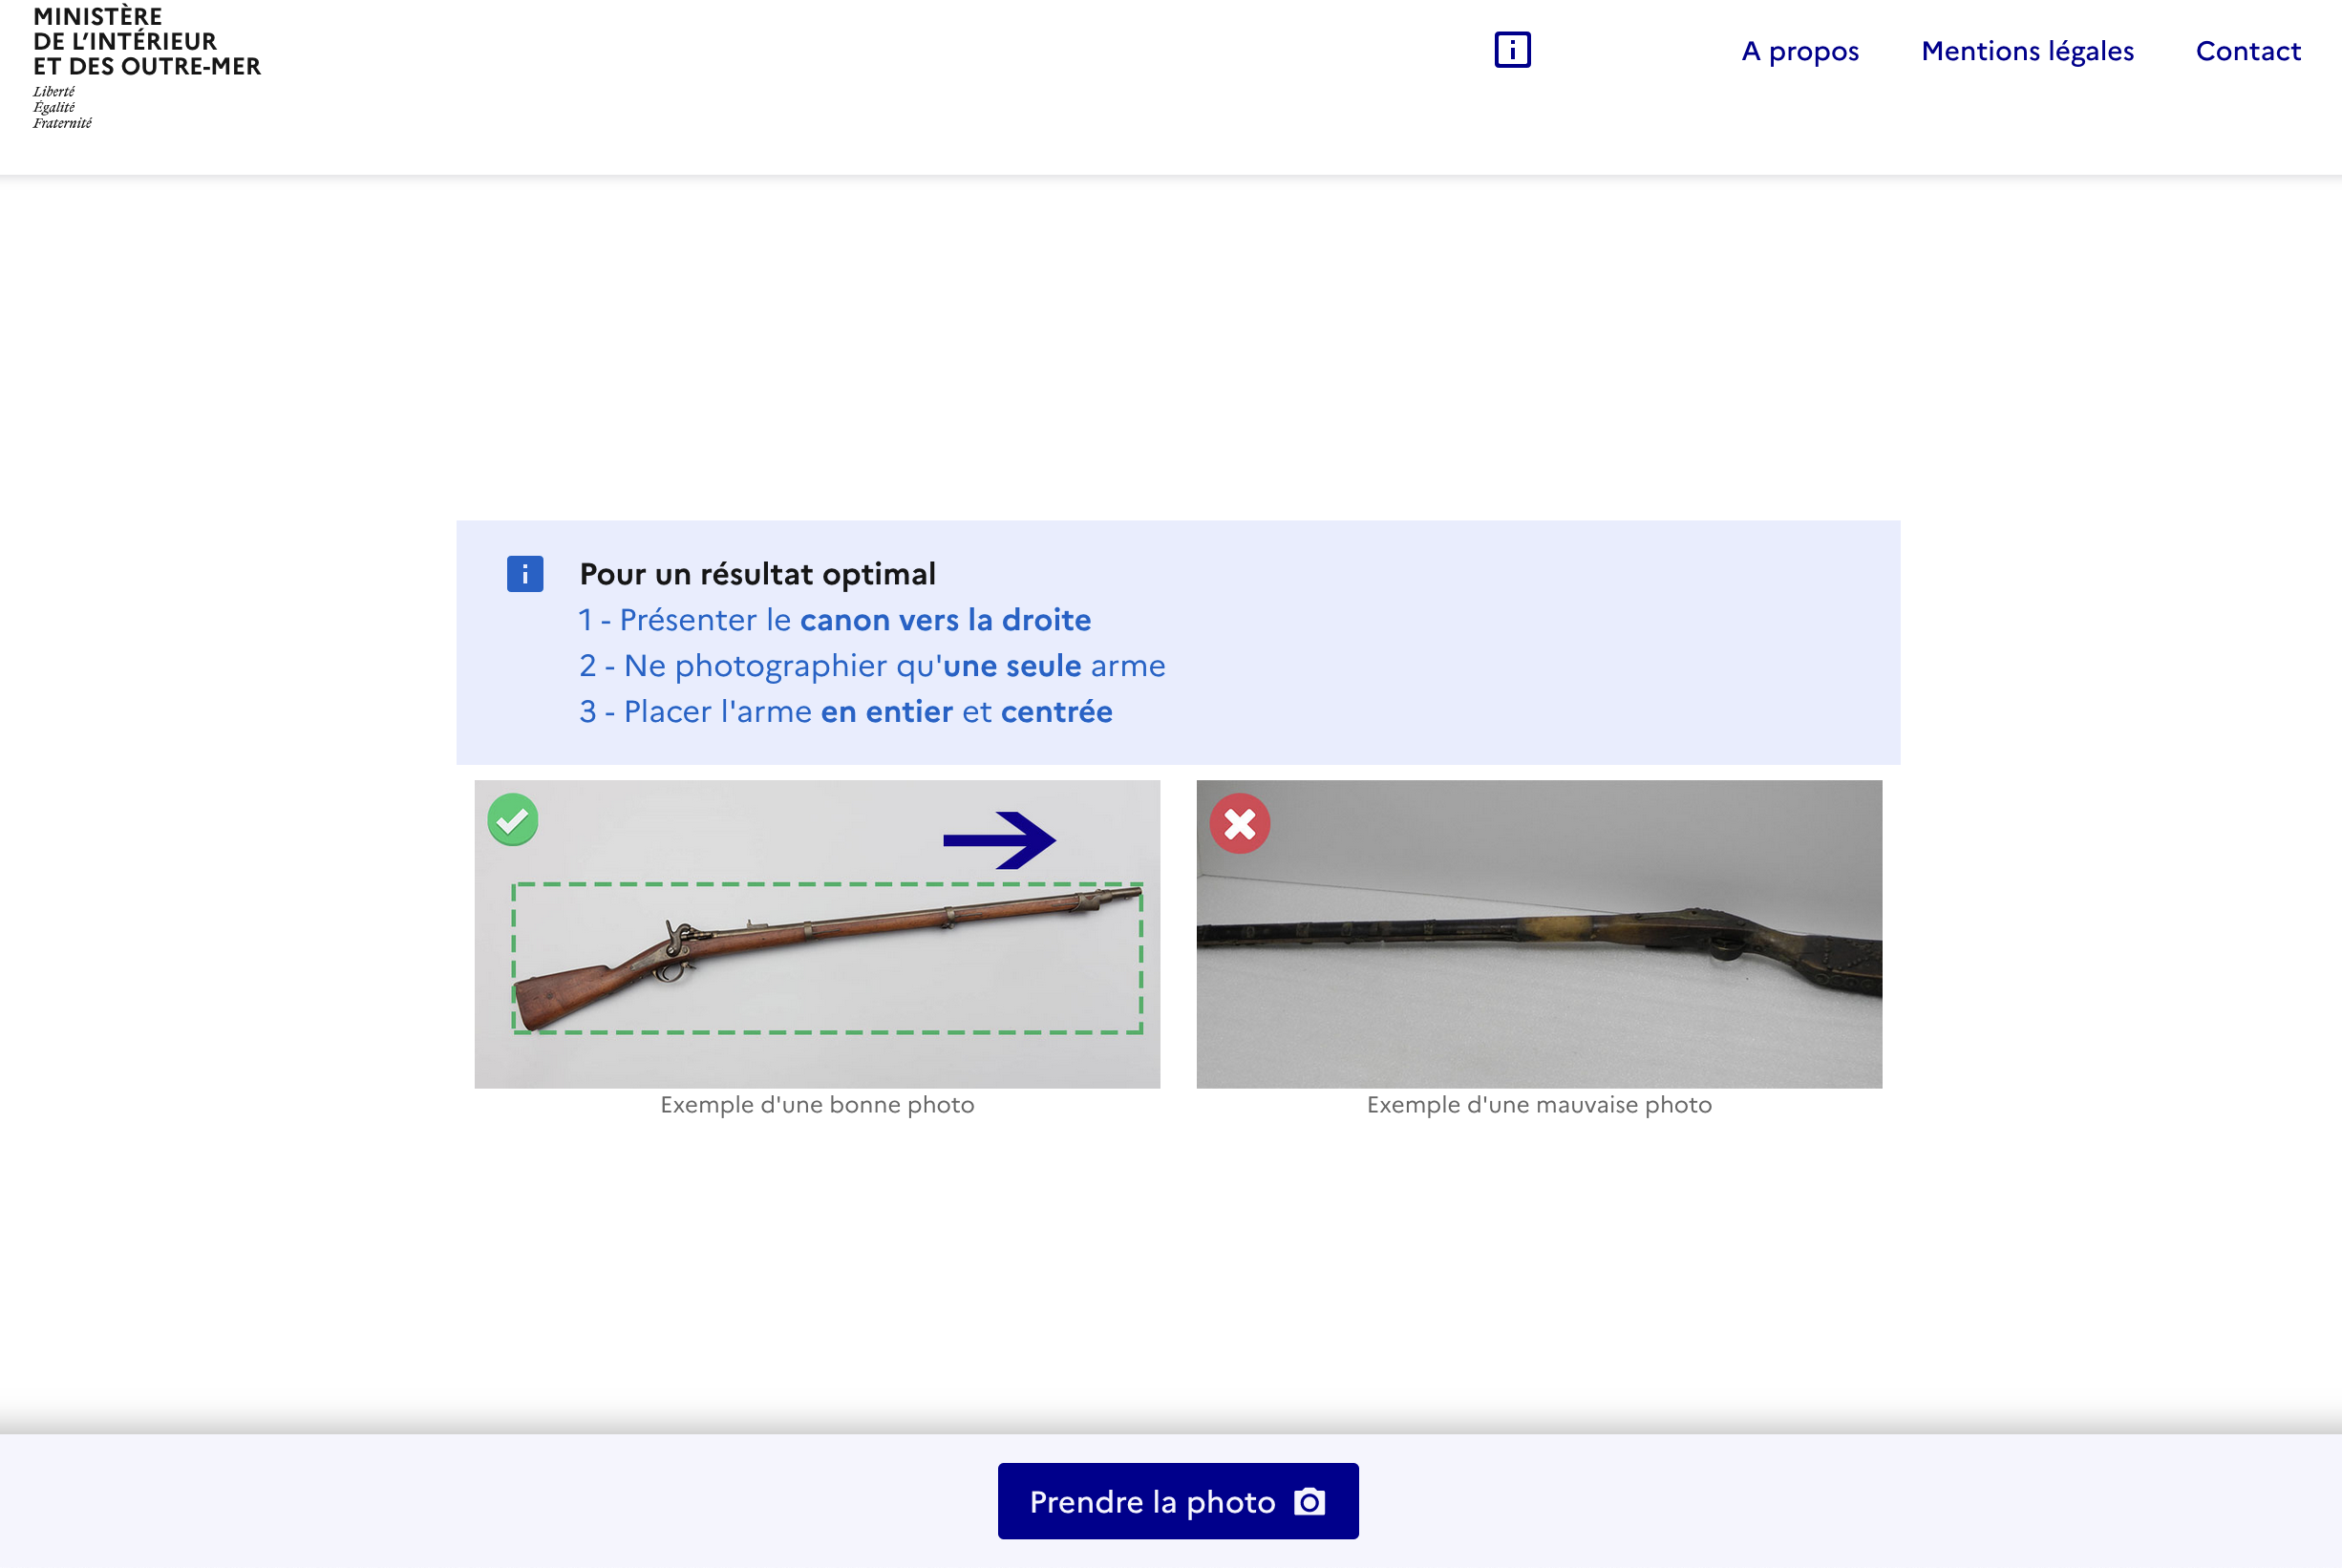 MINISTÈRE
DE L'INTÉRIEUR
ET DES OUTRE-MER
Liberté
Égalité
Fraternité
A propos
Mentions légales
Contact
Pour un résultat optimal
1 - Présenter le canon vers la droite
2 - Ne photographier qu'une seule arme
3 - Placer l'arme en entier et centrée
Exemple d'une bonne photo
Exemple d'une mauvaise photo
Prendre la photo